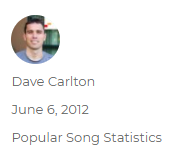 Dave Carlton
June 6, 2012
Popular Song Statistics